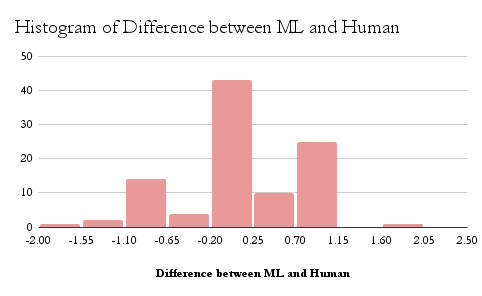 Histogram of Difference between ML and Human
50
40
30
20
10
0
-2.00 -1.55 -1.10 -0.65 -0.20 0.25 0.70 1.15 1.60 2.05 2.50
Difference between ML and Human